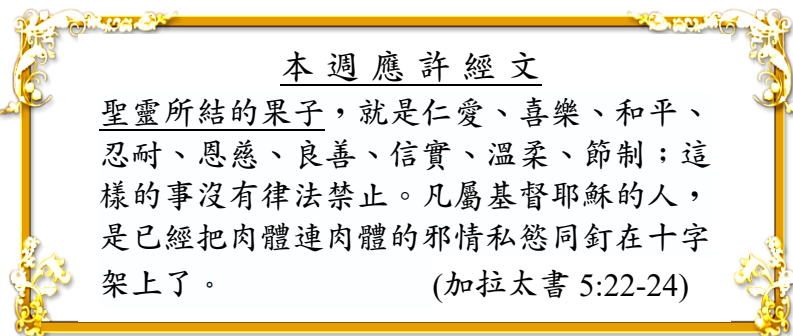 本週應許經文
聖靈所結的果子，就是仁愛、喜樂、和平、
忍耐、恩慈、良善、信實、溫柔、節制；這
樣的事沒有律法禁止。凡屬基督耶穌的人，
是已經把肉體連肉體的邪情私慾同釘在十字
架上了。 (加拉太書 5:22-24)